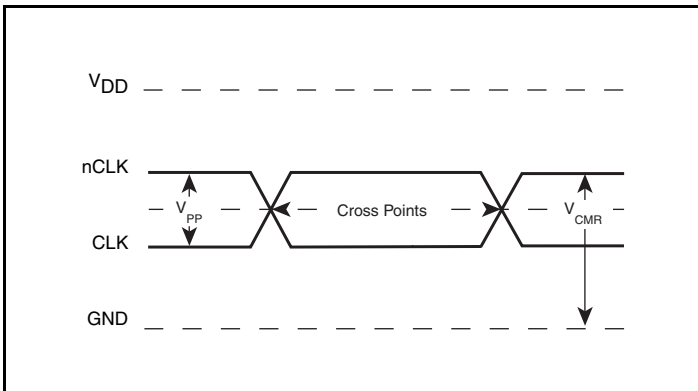 VDD
nCLK
VPP
Cross Points
VCMR
CLK
GND